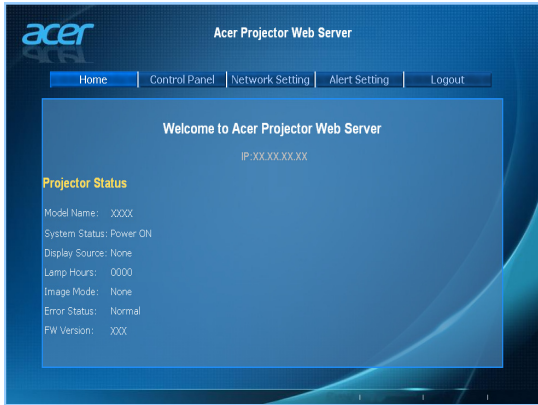 acer
Acer Projector Web Server
Home Control Panel Network Setting Alert Setting Logout
Welcome to Acer Projector Web Server
IP:XX.XX.XX.XX
Projector Status
Model Name: XXXX
System Status: Power ON
Display Source: None
Lamp Hours: 0000
Image Mode: None
Error Status: Normal
FW Version: XXX